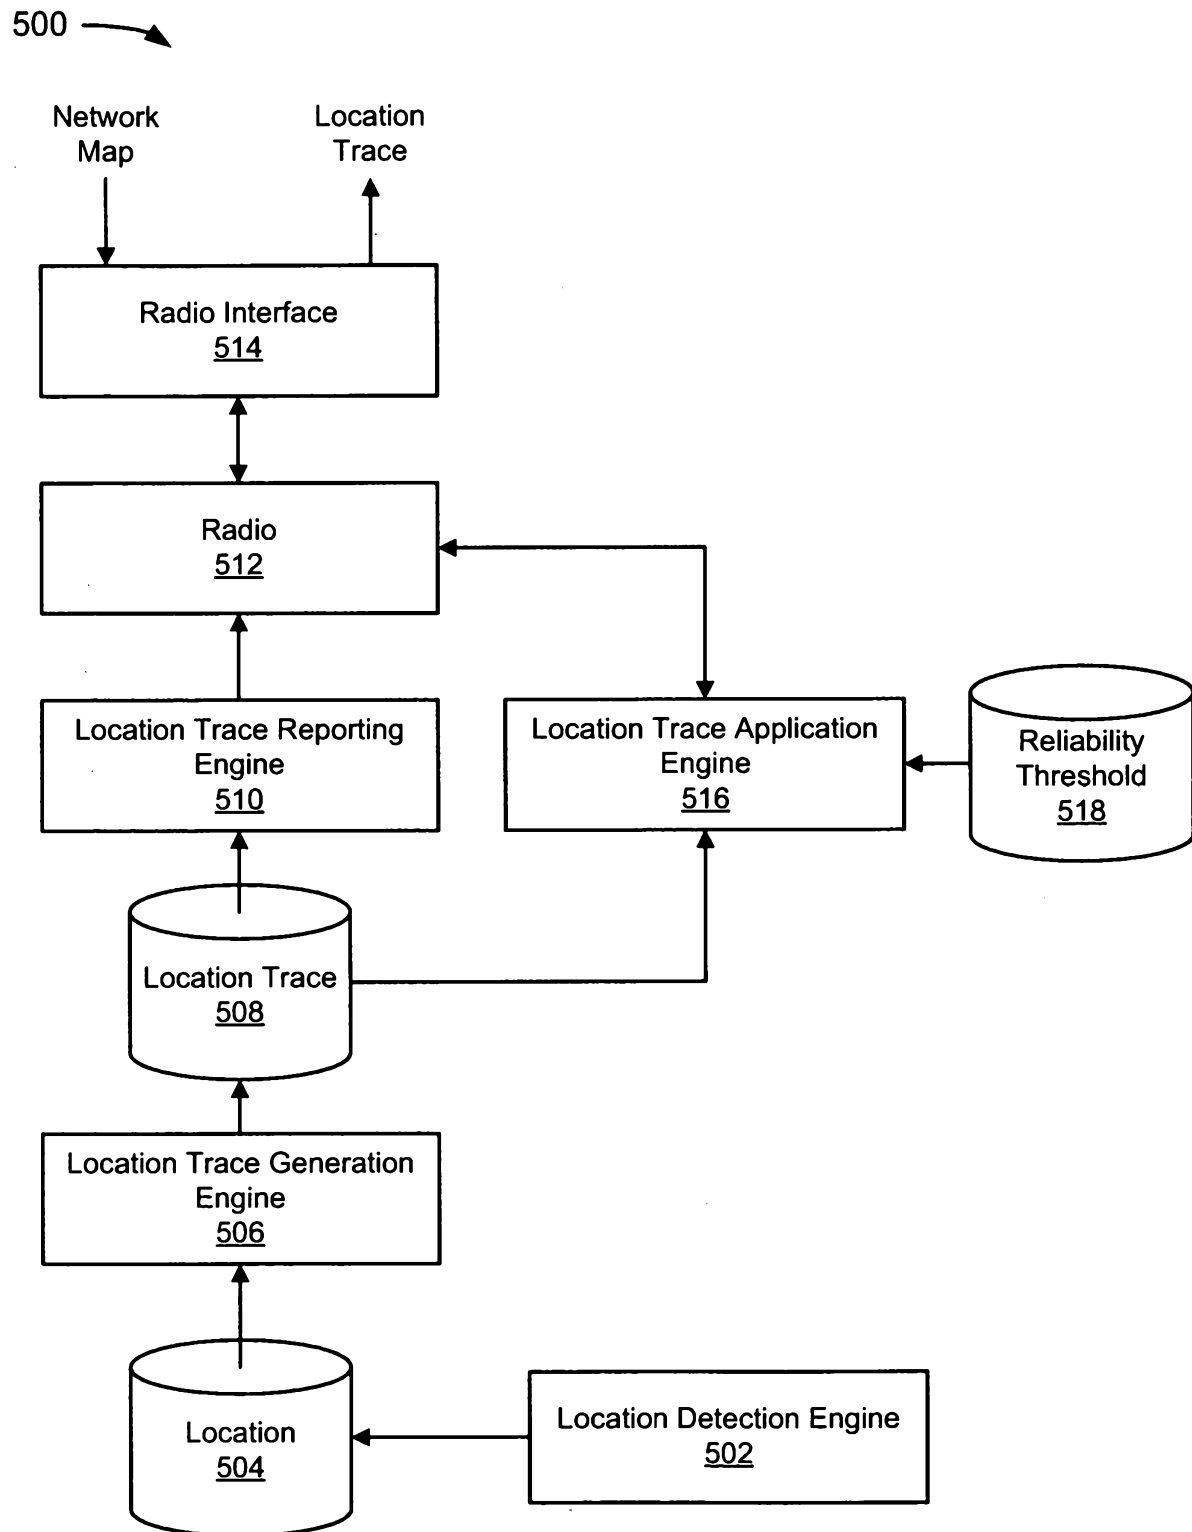 500
Network
Map
Location
Trace
Radio Interface
514
Radio
512
Location Trace Reporting
Engine
510
Location Trace Application
Engine
516
Reliability
Threshold
518
Location Trace
508
Location Trace Generation
Engine
506
Location
504
Location Detection Engine
502